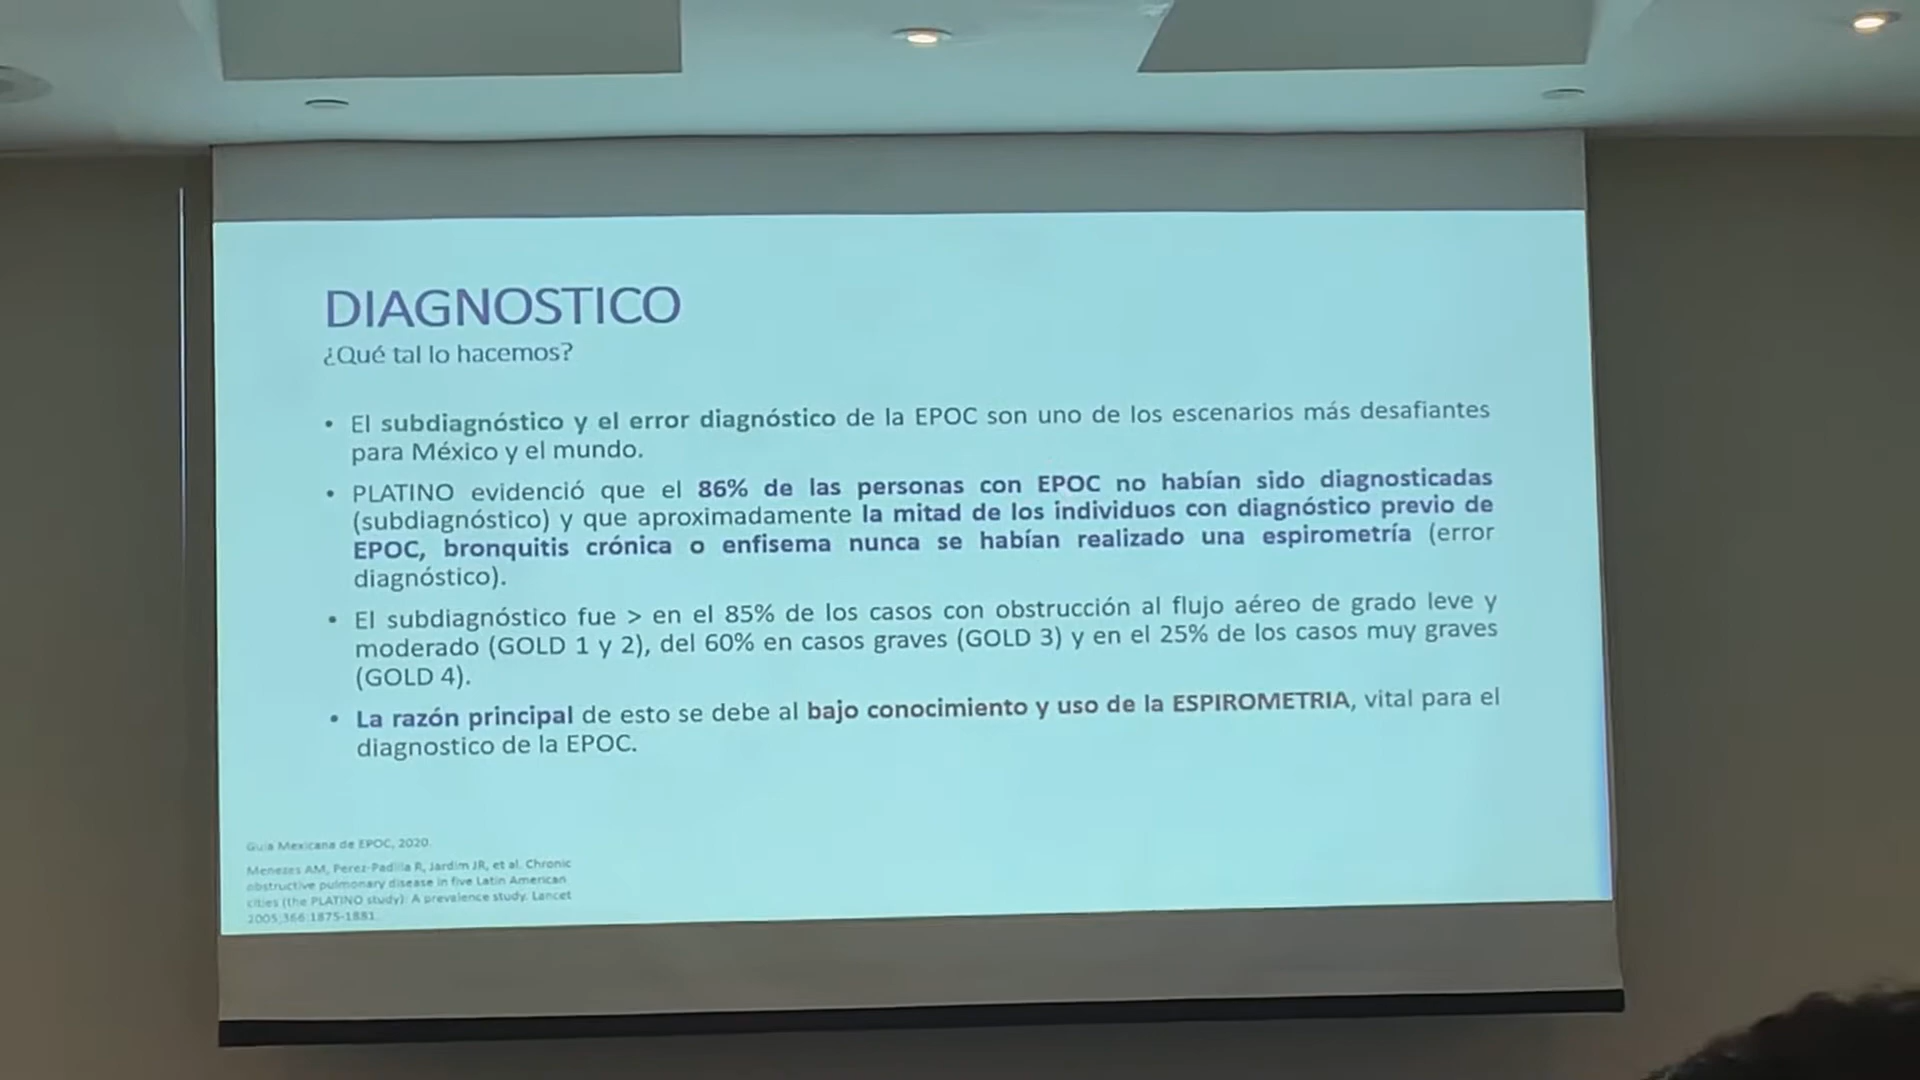 DIAGNOSTICO
¿Qué tal lo hacemos?
• El subdiagnóstico y el error diagnóstico de la EPOC son uno de los escenarios más desafiantes
para México y el mundo.
• PLATINO evidenció que el 86% de las personas con EPOC no habían sido diagnosticadas
(subdiagnóstico) y que aproximadamente la mitad de los individuos con diagnóstico previo de
EPOC, bronquitis crónica o enfisema nunca se habían realizado una espirometría (error
diagnóstico).
• El subdiagnóstico fue > en el 85% de los casos con obstrucción al flujo aéreo de grado leve y
moderado (GOLD 1 y 2), del 60% en casos graves (GOLD 3) y en el 25% de los casos muy graves
(GOLD 4).
• La razón principal de esto se debe al bajo conocimiento y uso de la ESPIROMETRIA, vital para el
diagnostico de la EPOC.
Guía Mexicana de EPOC, 2020.
Menezes AM, Perez-Padilla R, Jardim JR, et al. Chronic
obstructive pulmonary disease in five Latin American
cities (the PLATINO study): A prevalence study. Lancet
2005;366:1875-1881.